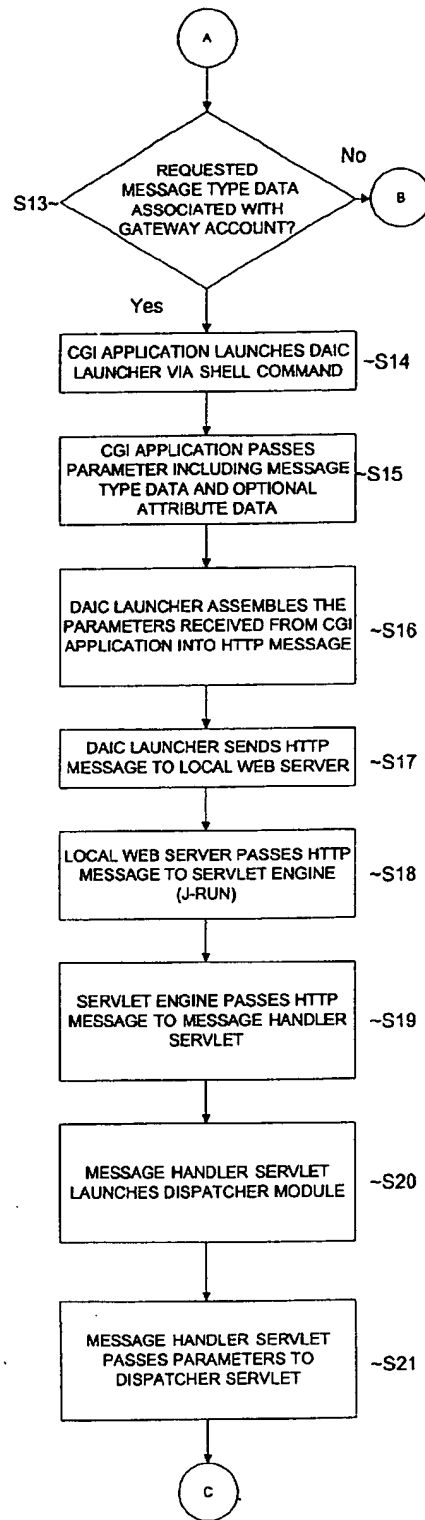 A
REQUESTED
MESSAGE TYPE DATA
ASSOCIATED WITH
GATEWAY ACCOUNT?
S13~
No
B
Yes
CGI APPLICATION LAUNCHES DAIC
LAUNCHER VIA SHELL COMMAND
~S14
CGI APPLICATION PASSES
PARAMETER INCLUDING MESSAGE
TYPE DATA AND OPTIONAL
ATTRIBUTE DATA
~S15
DAIC LAUNCHER ASSEMBLES THE
PARAMETERS RECEIVED FROM CGI
APPLICATION INTO HTTP MESSAGE
~S16
DAIC LAUNCHER SENDS HTTP
MESSAGE TO LOCAL WEB SERVER
~S17
LOCAL WEB SERVER PASSES HTTP
MESSAGE TO SERVLET ENGINE
(J-RUN)
~S18
SERVLET ENGINE PASSES HTTP
MESSAGE TO MESSAGE HANDLER
SERVLET
~S19
MESSAGE HANDLER SERVLET
LAUNCHES DISPATCHER MODULE
~S20
MESSAGE HANDLER SERVLET
PASSES PARAMETERS TO
DISPATCHER SERVLET
~S21
C